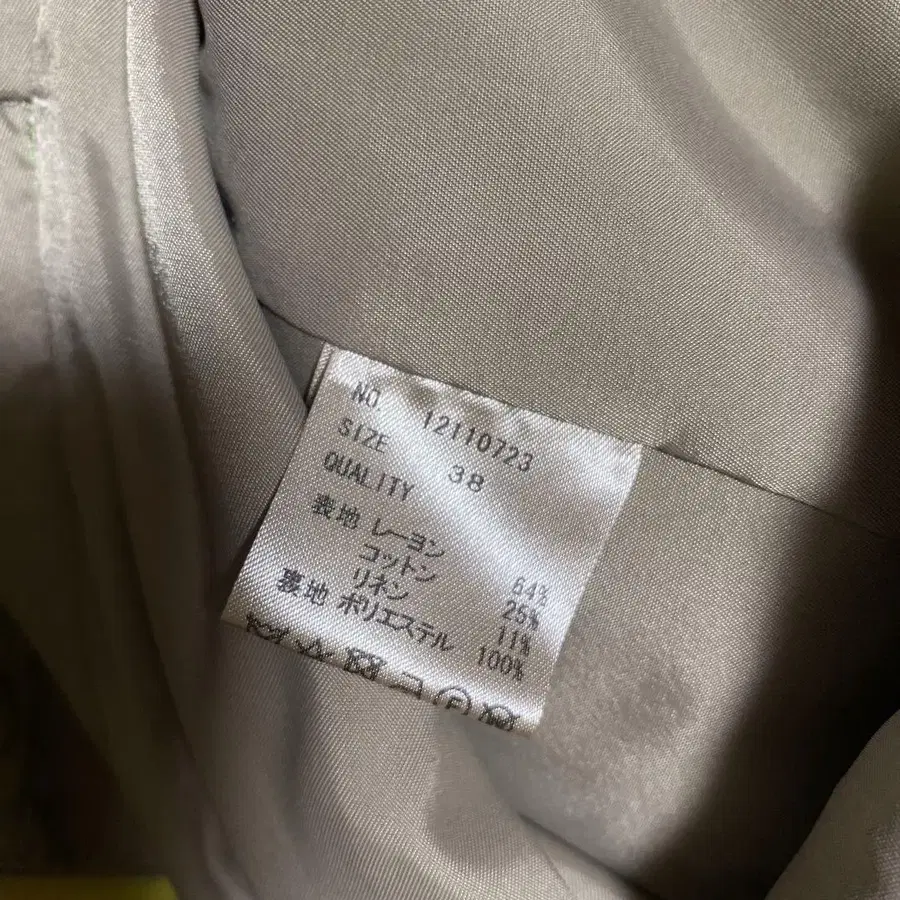 NO. 12110723
SIZE 38
QUALITY
表地 レーヨン 64%
コットン 25%
リネン 11%
裏地 ポリエステル 100%